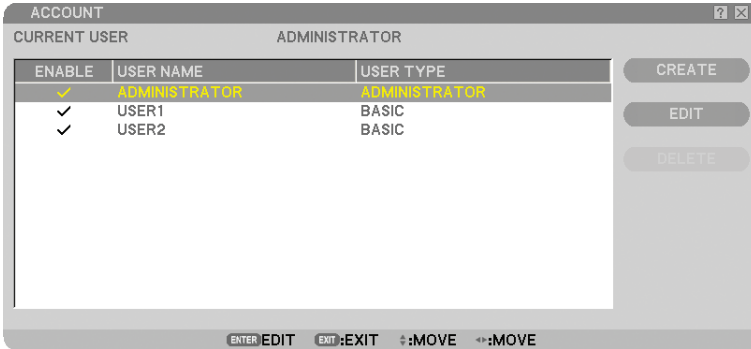 ACCOUNT ?
CURRENT USER ADMINISTRATOR
ENABLE USER NAME USER TYPE CREATE
ADMINISTRATOR ADMINISTRATOR
USER1 BASIC EDIT
USER2 BASIC
DELETE
ENTER EDIT EXIT :EXIT :MOVE :MOVE